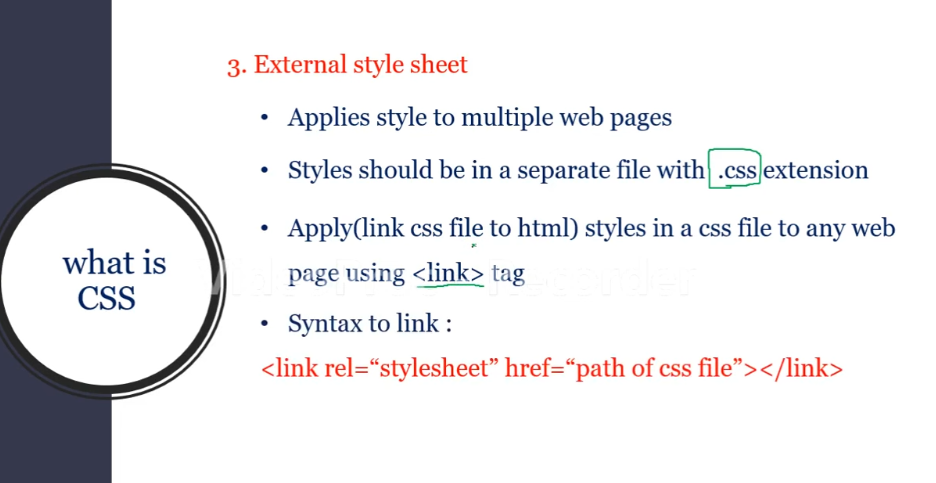 3. External style sheet
• Applies style to multiple web pages
• Styles should be in a separate file with .css extension
• Apply(link css file to html) styles in a css file to any web
page using <link> tag
• Syntax to link :
<link rel=“stylesheet” href=“path of css file”></link>
what is
CSS
Recorder